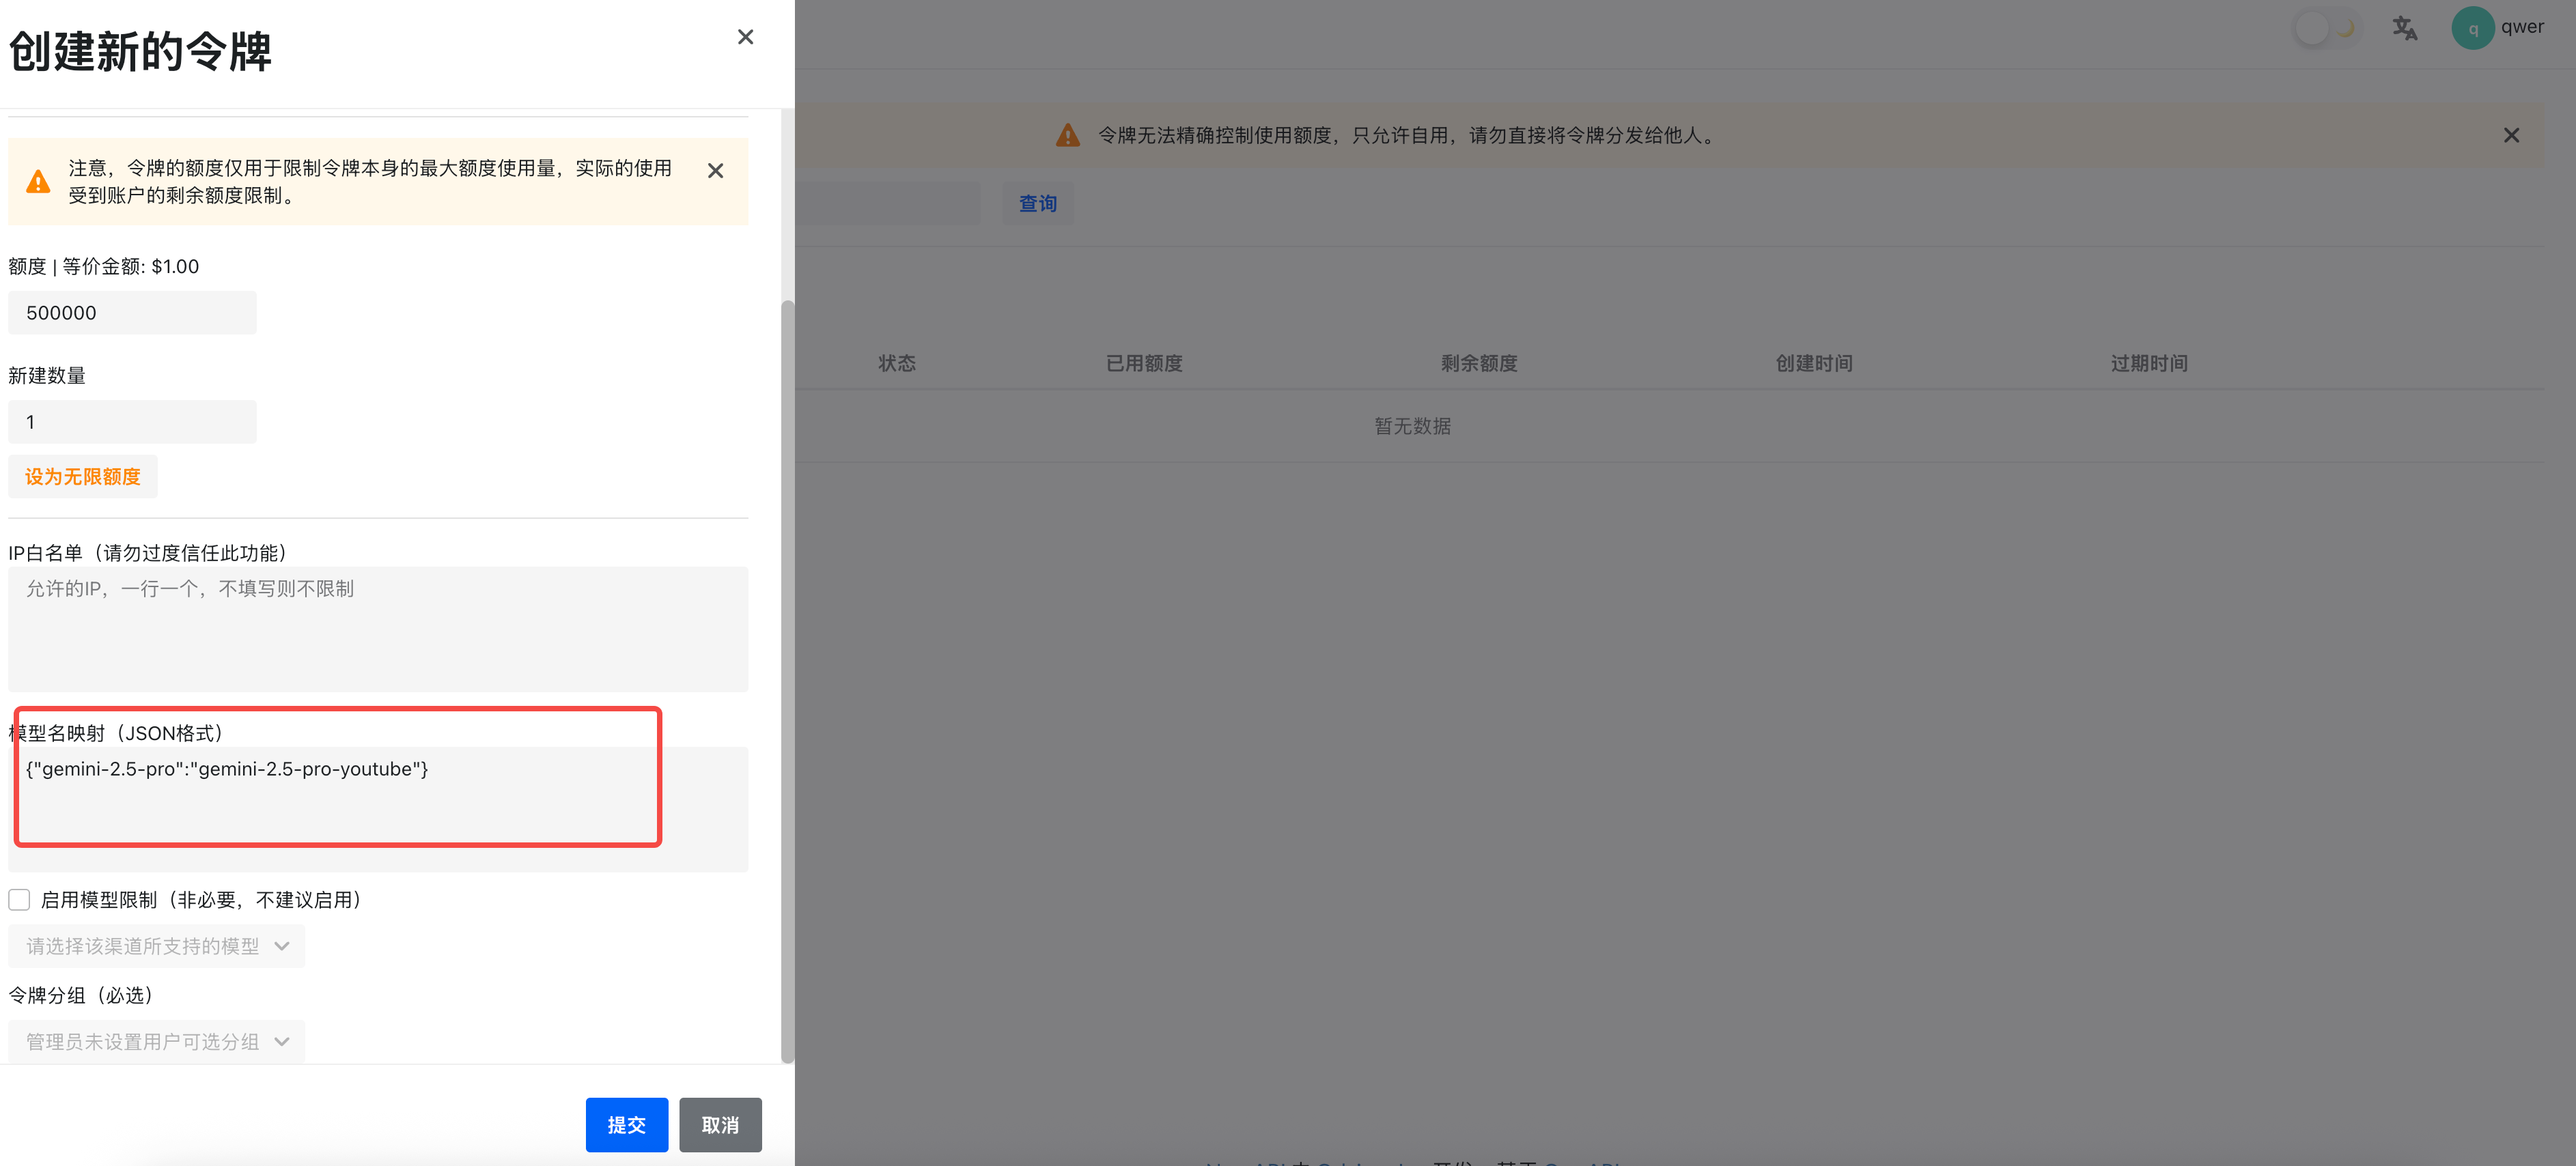 创建新的令牌
注意，令牌的额度仅用于限制令牌本身的最大额度使用量，实际的使用
受到账户的剩余额度限制。
额度 | 等价金额: $1.00
500000
新建数量
1
设为无限额度
IP白名单（请勿过度信任此功能）
允许的IP，一行一个，不填写则不限制
模型名映射（JSON格式）
{"gemini-2.5-pro":"gemini-2.5-pro-youtube"}
启用模型限制（非必要，不建议启用）
请选择该渠道所支持的模型
令牌分组（必选）
管理员未设置用户可选分组
提交
取消
q
qwer
令牌无法精确控制使用额度，只允许自用，请勿直接将令牌分发给他人。
查询
状态
已用额度
剩余额度
创建时间
过期时间
暂无数据